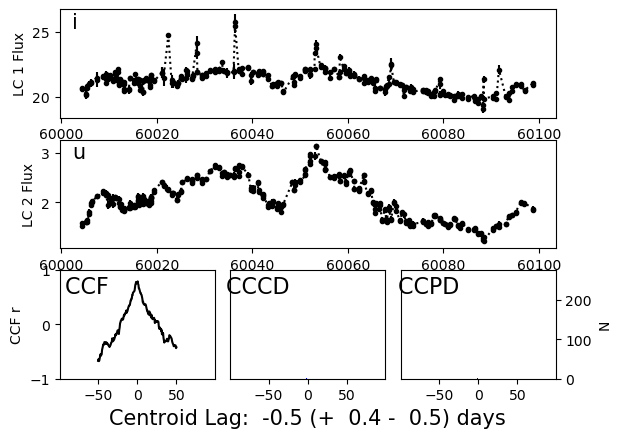 i
LC 1 Flux
25
20
60000 60020 60040 60060 60080 60100
u
LC 2 Flux
3
2
60000 60020 60040 60060 60080 60100
CCF CCCD CCPD
CCF r
1
0
−1
200
100
0
N
−50 0 50 −50 0 50 −50 0 50
Centroid Lag: -0.5 (+ 0.4 - 0.5) days